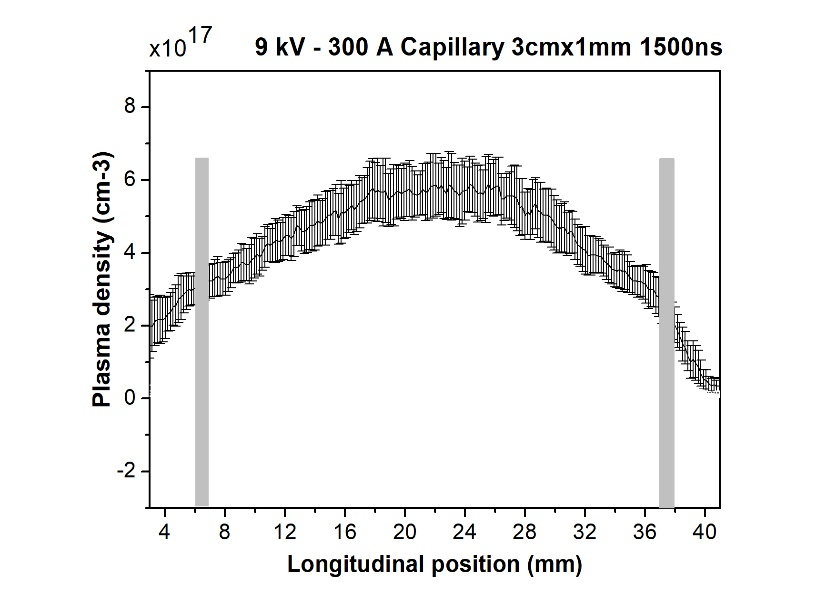 x10^17
9 kV - 300 A Capillary 3cmx1mm 1500ns
8
6
4
2
0
-2
Plasma density (cm-3)
4 8 12 16 20 24 28 32 36 40
Longitudinal position (mm)